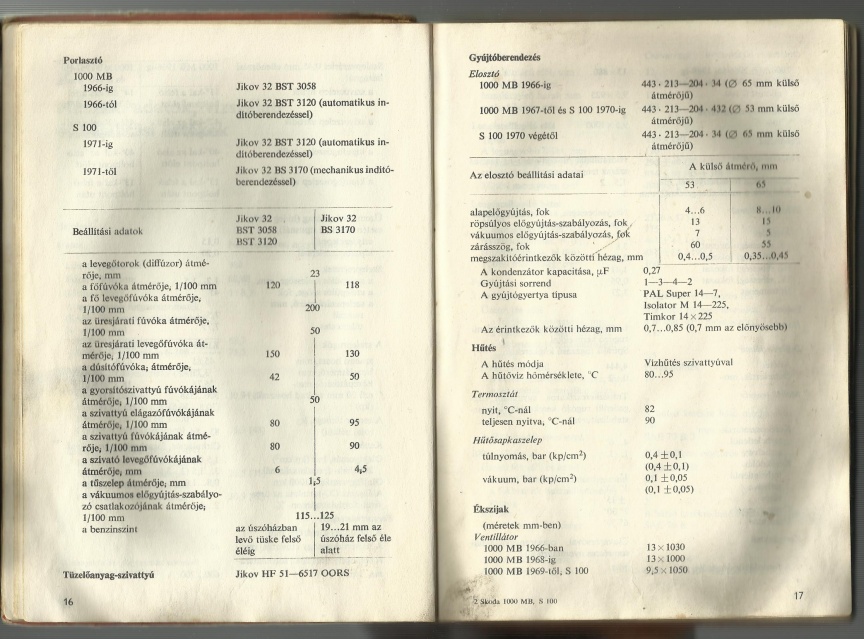 Porlasztó
1000 MB
1966-ig Jikov 32 BST 3058
1966-tól Jikov 32 BST 3120 (automatikus in-
dítóberendezéssel)
S 100
1971-ig Jikov 32 BST 3120 (automatikus in-
dítóberendezéssel)
1971-től Jikov 32 BS 3170 (mechanikus indító-
berendezéssel)
Beállítási adatok
Jikov 32
BST 3058
BST 3120
Jikov 32
BS 3170
a levegőtorok (diffúzor) átmé-
rője, mm 23
a főfúvóka átmérője, 1/100 mm 120 118
a fő levegőfúvóka átmérője,
1/100 mm 200
az üresjárati fúvóka átmérője,
1/100 mm 50
az üresjárati levegőfúvóka át-
mérője, 1/100 mm 150 130
a dúsítófúvóka; átmérője,
1/100 mm 42 50
a gyorsítószivattyú fúvókájának
átmérője; 1/100 mm 50
a szivattyú elágazófúvókájának
átmérője, 1/100 mm 80 95
a szivattyú fúvókájának átmé-
rője; 1/100 mm 80 90
a szivató levegőfúvókájának
átmérője, mm 6 4,5
a tűszelep átmérője; mm 1,5
a vákuumos előgyújtás-szabályo-
zó csatlakozójának átmérője;
1/100 mm 115...125
a benzinszint az úszóházban 19...21 mm az
levő tüske felső úszóház felső éle
éléig alatt
Tüzelőanyag-szivattyú Jikov HF 51—6517 OORS
16
Gyújtóberendezés
Elosztó
1000 MB 1966-ig 443 · 213—204 · 34 (∅ 65 mm külső
átmérőjű)
1000 MB 1967-től és S 100 1970-ig 443 · 213—204 · 432 (∅ 53 mm külső
átmérőjű)
S 100 1970 végétől 443 · 213—204 · 34 (∅ 65 mm külső
átmérőjű)
Az elosztó beállítási adatai
A külső átmérő, mm
53 65
alapelőgyújtás, fok 4...6 8...10
röpsúlyos előgyújtás-szabályozás, fok 13 15
vákuumos előgyújtás-szabályozás, fok 7 5
zárásszög, fok 60 55
megszakítóérintkezők közötti hézag, mm 0,4...0,5 0,35...0,45
A kondenzátor kapacitása, µF 0,27
Gyújtási sorrend 1—3—4—2
A gyújtógyertya típusa PAL Super 14—7,
Isolator M 14—225,
Timkor 14 × 225
Az érintkezők közötti hézag, mm 0,7...0,85 (0,7 mm az előnyösebb)
Hűtés
A hűtés módja Vízhűtés szivattyúval
A hűtővíz hőmérséklete, °C 80...95
Termosztát
nyit, °C-nál 82
teljesen nyitva, °C-nál 90
Hűtősapkaszelep
túlnyomás, bar (kp/cm²) 0,4 ±0,1
(0,4 ±0,1)
vákuum, bar (kp/cm²) 0,1 ±0,05
(0,1 ±0,05)
Ékszíjak
(méretek mm-ben)
Ventillátor
1000 MB 1966-ban 13 × 1030
1000 MB 1968-ig 13 × 1000
1000 MB 1969-től, S 100 9,5 × 1050
2 Skoda 1000 MB, S 100
17